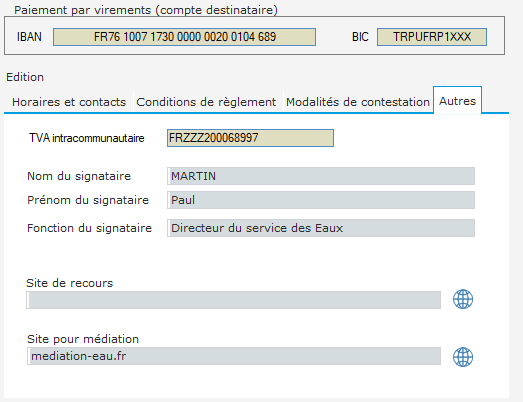 Paiement par virements (compte destinataire)
IBAN FR76 1007 1730 0000 0020 0104 689 BIC TRPUFRP1XXX
Edition
Horaires et contacts Conditions de règlement Modalités de contestation Autres
TVA intracommunautaire FRZZZ200068997
Nom du signataire MARTIN
Prénom du signataire Paul
Fonction du signataire Directeur du service des Eaux
Site de recours
Site pour médiation
mediation-eau.fr